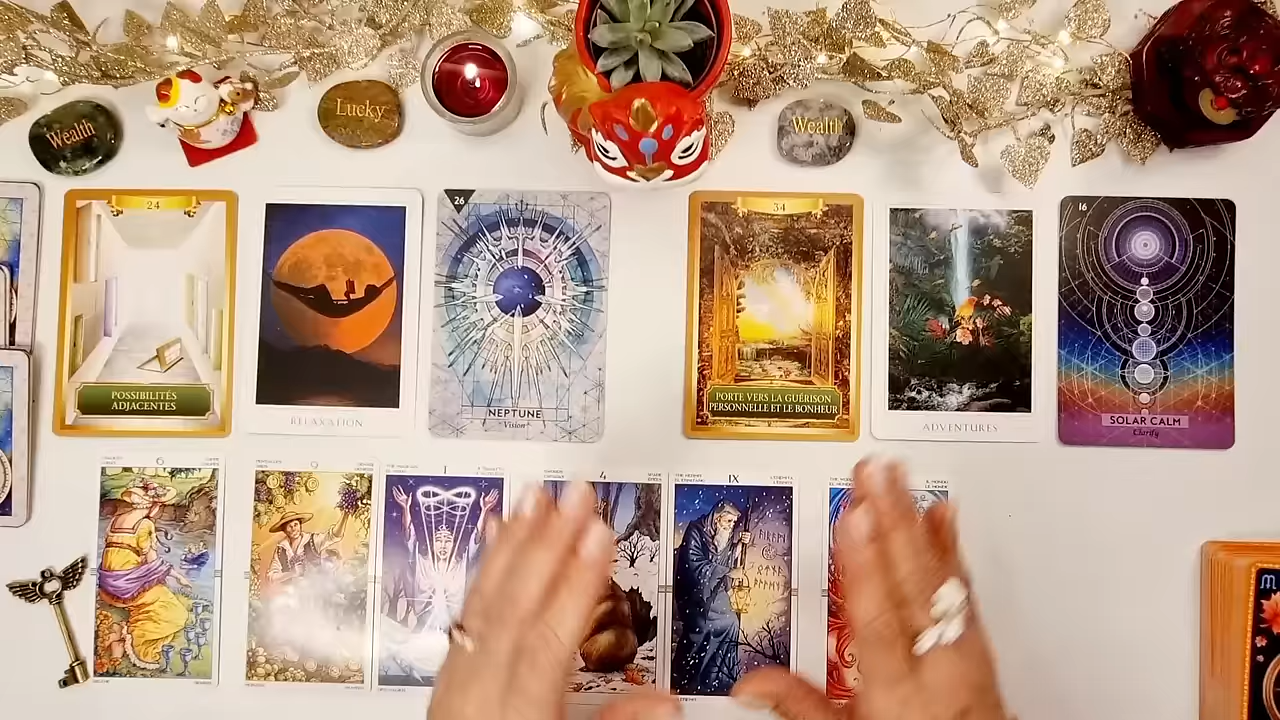 Wealth
Lucky
Wealth
24
POSSIBILITÉS
ADJACENTES
RELAXATION
26
NEPTUNE
Vision
34
PORTE VERS LA GUÉRISON
PERSONNELLE ET LE BONHEUR
ADVENTURES
16
SOLAR CALM
Clarify
6
9
I
4
IX